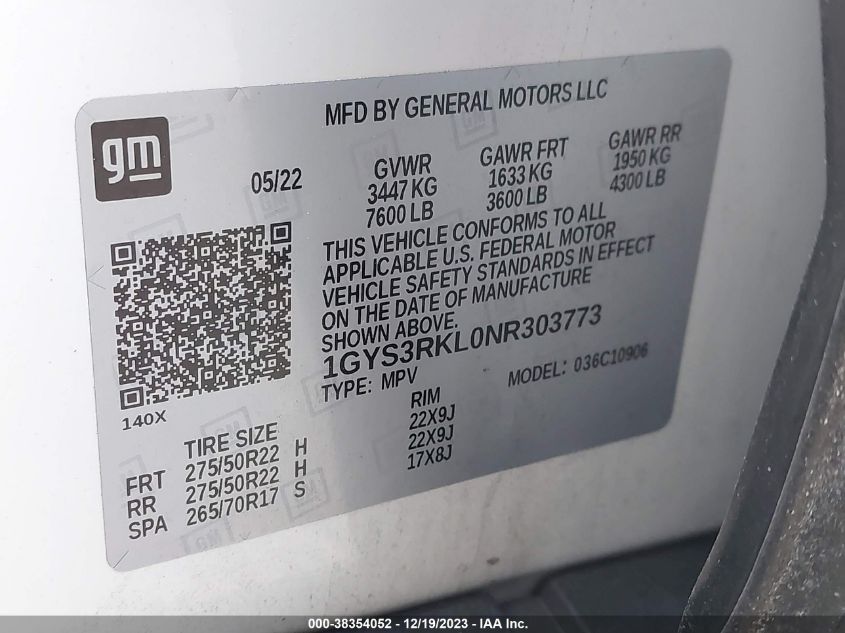 MFD BY GENERAL MOTORS LLC
gm
05/22
GVWR
3447 KG
7600 LB
GAWR FRT
1633 KG
3600 LB
GAWR RR
1950 KG
4300 LB
THIS VEHICLE CONFORMS TO ALL
APPLICABLE U.S. FEDERAL MOTOR
VEHICLE SAFETY STANDARDS IN EFFECT
ON THE DATE OF MANUFACTURE
SHOWN ABOVE.
1GYS3RKL0NR303773
TYPE: MPV
MODEL: 036C10906
140X
TIRE SIZE
RIM
FRT 275/50R22 H 22X9J
RR 275/50R22 H 22X9J
SPA 265/70R17 S 17X8J
000-38354052 - 12/19/2023 - IAA Inc.